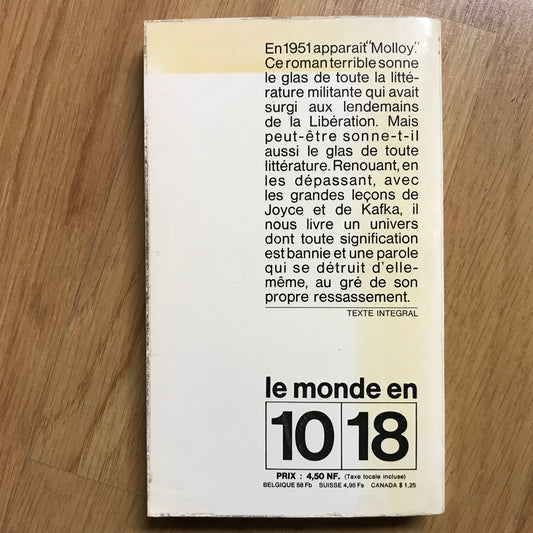 En 1951 apparaît "Molloy."
Ce roman terrible sonne
le glas de toute la litté-
rature militante qui avait
surgi aux lendemains
de la Libération. Mais
peut-être sonne-t-il
aussi le glas de toute
littérature. Renouant, en
les dépassant, avec
les grandes leçons de
Joyce et de Kafka, il
nous livre un univers
dont toute signification
est bannie et une parole
qui se détruit d'elle-
même, au gré de son
propre ressassement.
TEXTE INTEGRAL
le monde en
10 18
PRIX : 4,50 NF. (Taxe locale incluse)
BELGIQUE 58 Fb SUISSE 4,95 Fs CANADA $ 1,25